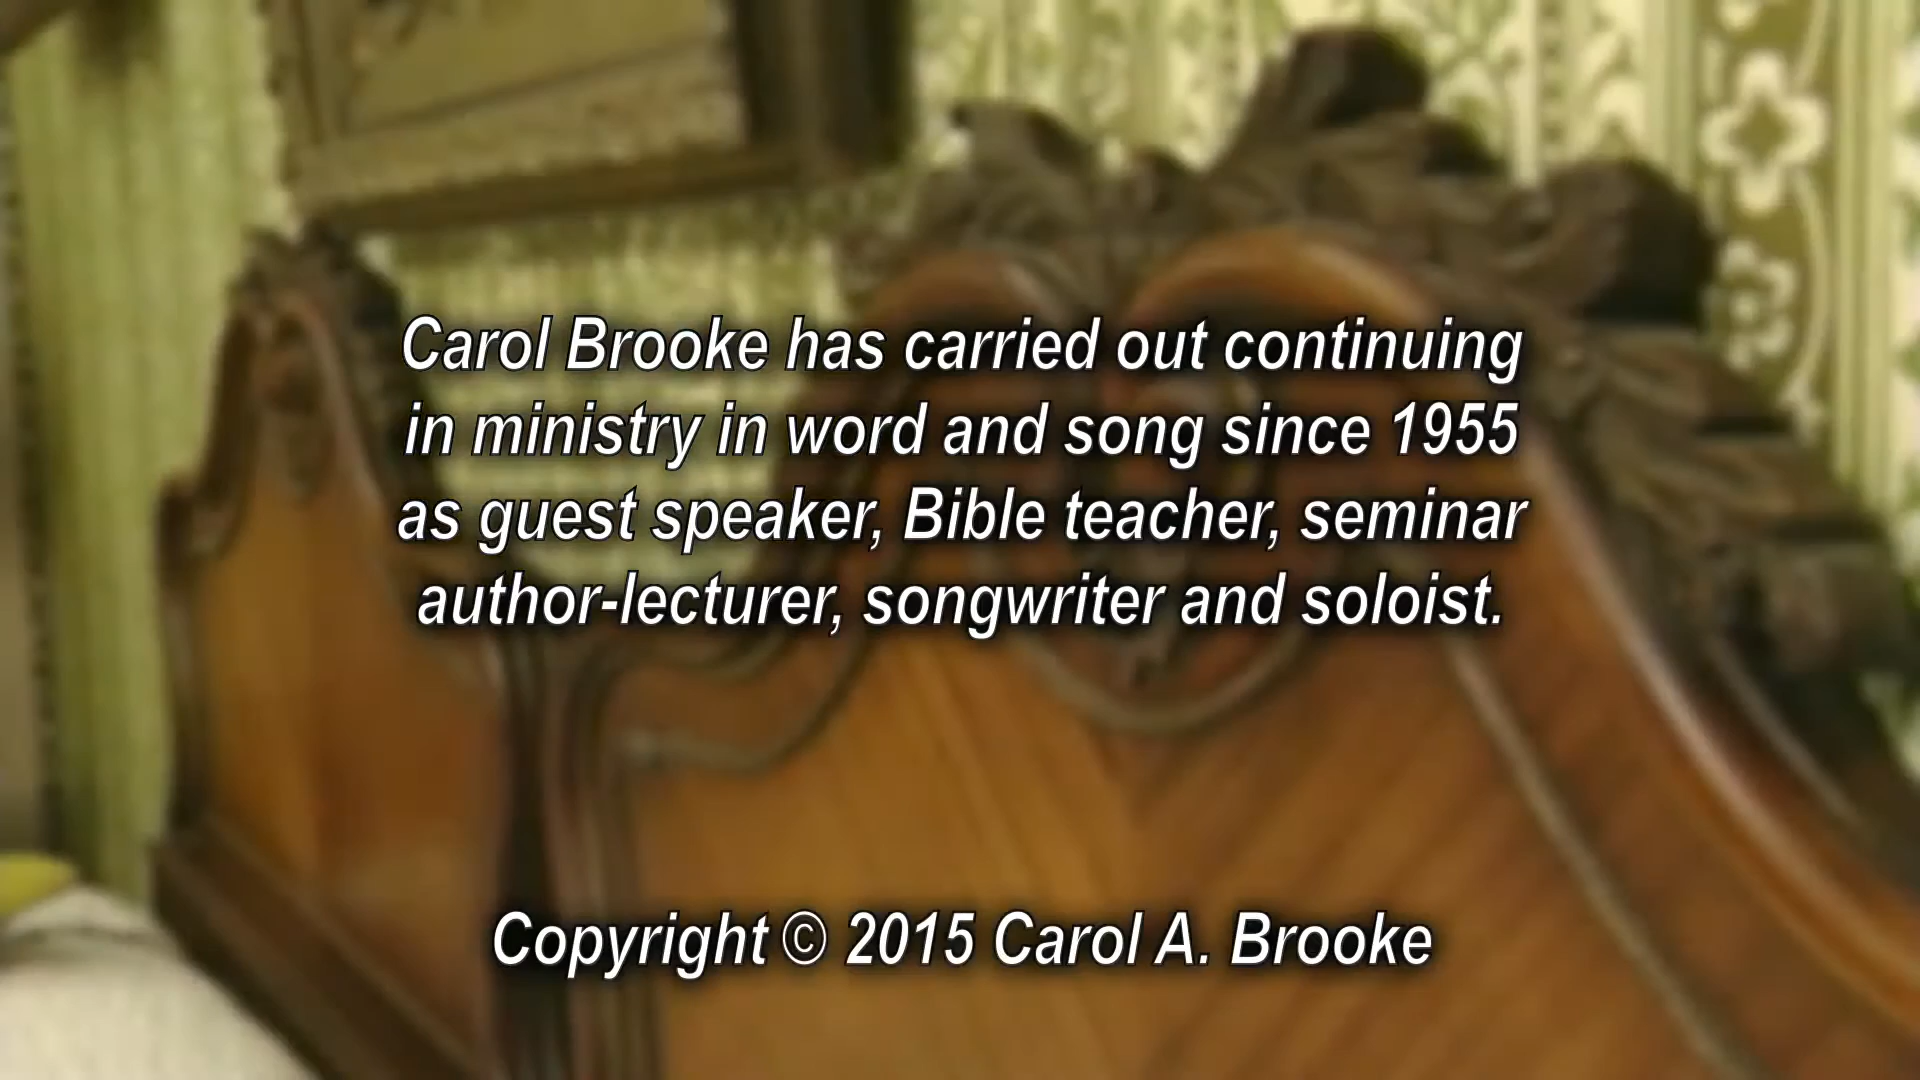 Carol Brooke has carried out continuing
in ministry in word and song since 1955
as guest speaker, Bible teacher, seminar
author-lecturer, songwriter and soloist.
Copyright © 2015 Carol A. Brooke